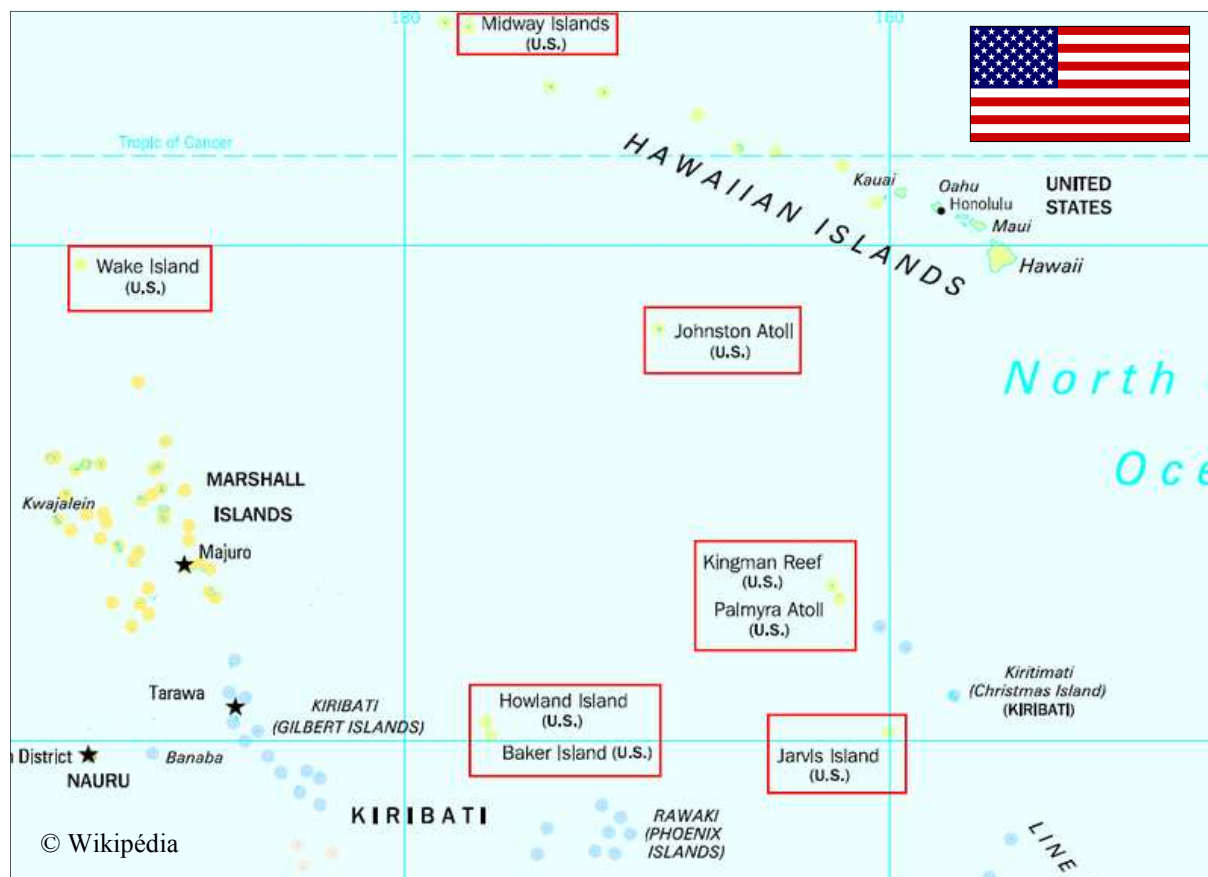 180
160
Midway Islands
(U.S.)
Tropic of Cancer
HAWAIIAN ISLANDS
Kauai
Oahu
Honolulu
Maui
Hawaii
UNITED
STATES
Wake Island
(U.S.)
Johnston Atoll
(U.S.)
North
Oce
MARSHALL
ISLANDS
Kwajalein
Majuro
Kingman Reef
(U.S.)
Palmyra Atoll
(U.S.)
Kiritimati
(Christmas Island)
(KIRIBATI)
Tarawa
KIRIBATI
(GILBERT ISLANDS)
Howland Island
(U.S.)
Baker Island (U.S.)
Jarvis Island
(U.S.)
n District
NAURU
Banaba
KIRIBATI
RAWAKI
(PHOENIX
ISLANDS)
LINE
© Wikipédia